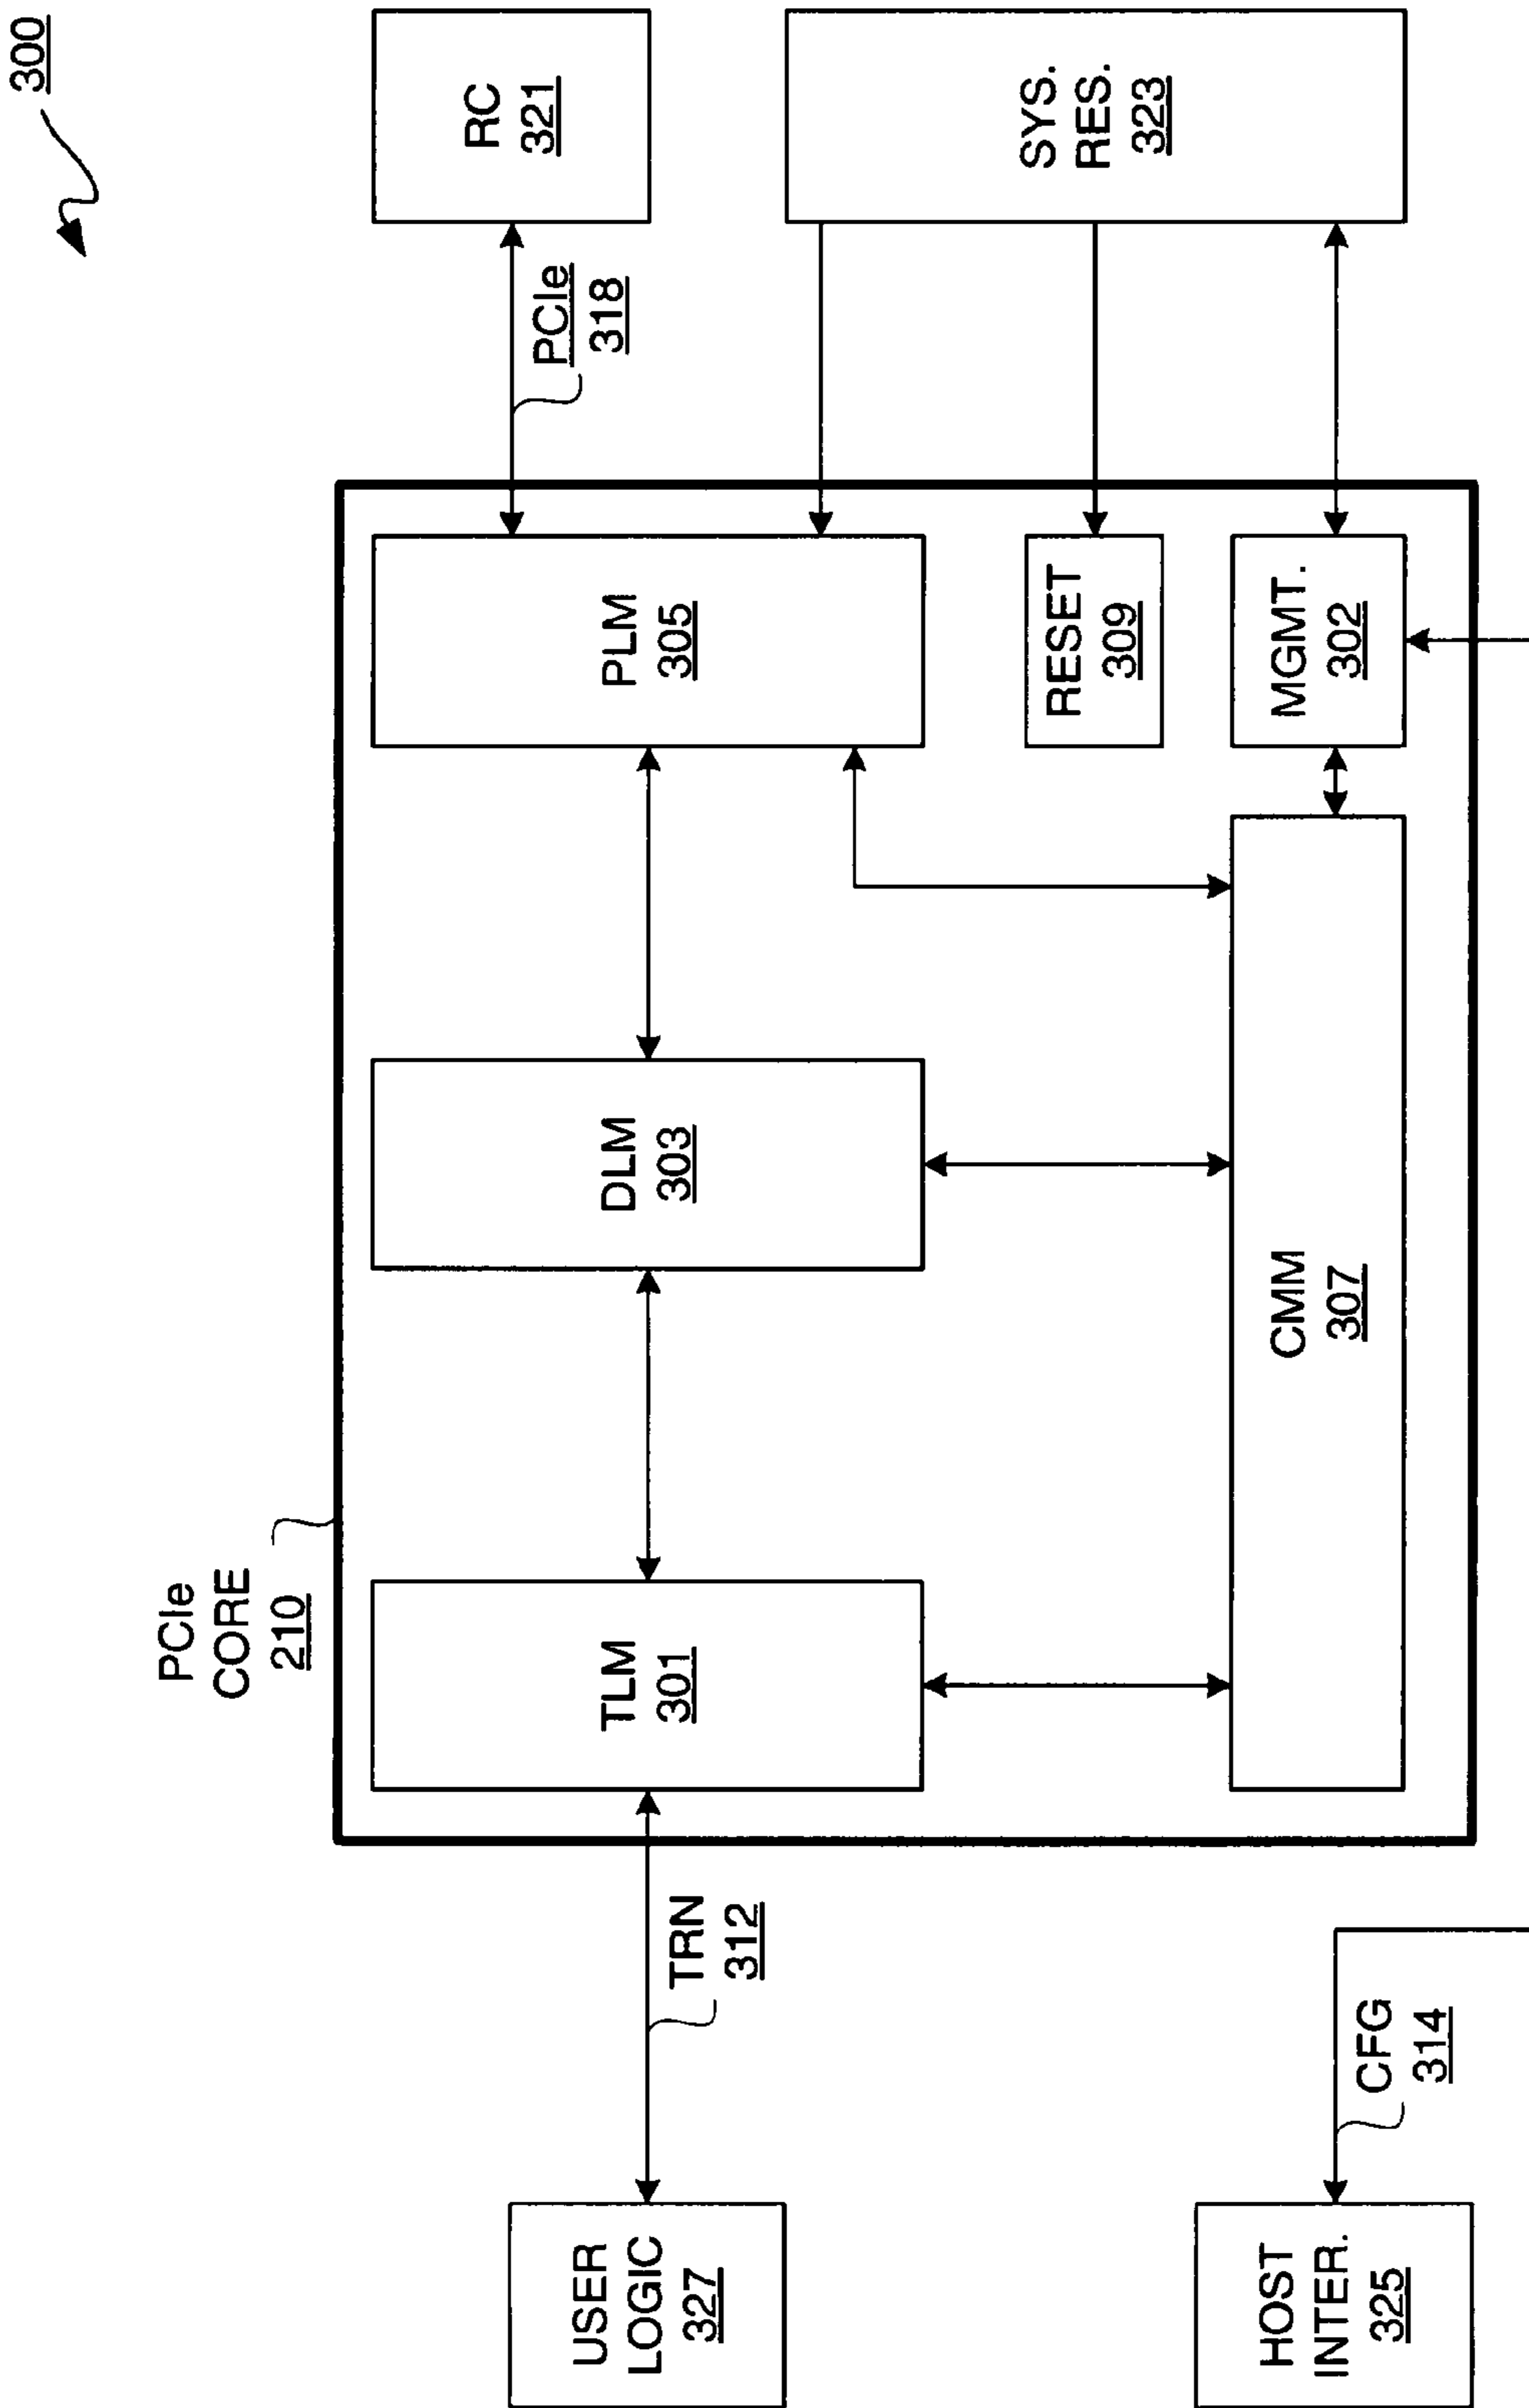 300
PCIe
CORE
210
RC
321
PCIe
318
SYS.
RES.
323
USER
LOGIC
327
TRN
312
TLM
301
DLM
303
PLM
305
RESET
309
HOST
INTER.
325
CFG
314
CMM
307
MGMT.
302